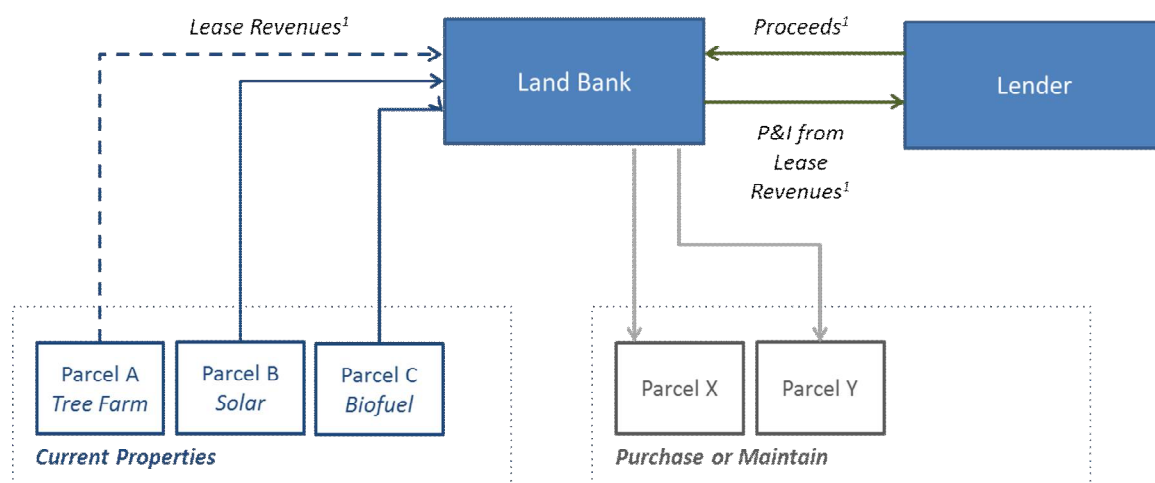 Lease Revenues¹
Proceeds¹
Land Bank
Lender
P&I from
Lease
Revenues¹
Parcel A
Tree Farm
Parcel B
Solar
Parcel C
Biofuel
Parcel X
Parcel Y
Current Properties
Purchase or Maintain